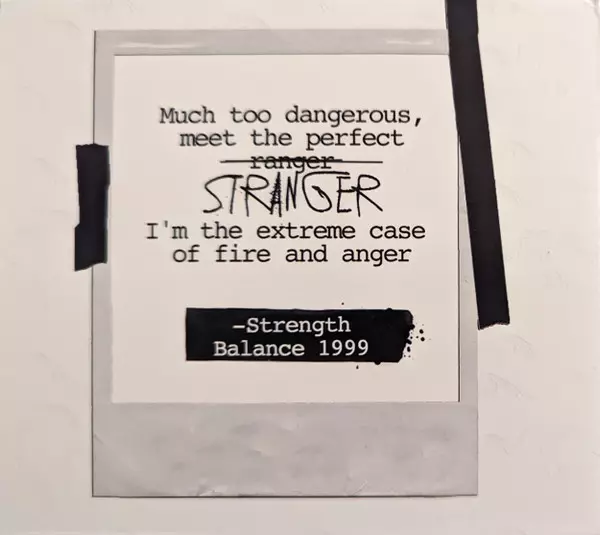 Much too dangerous,
meet the perfect
ranger
STRANGER
I'm the extreme case
of fire and anger
-Strength
Balance 1999